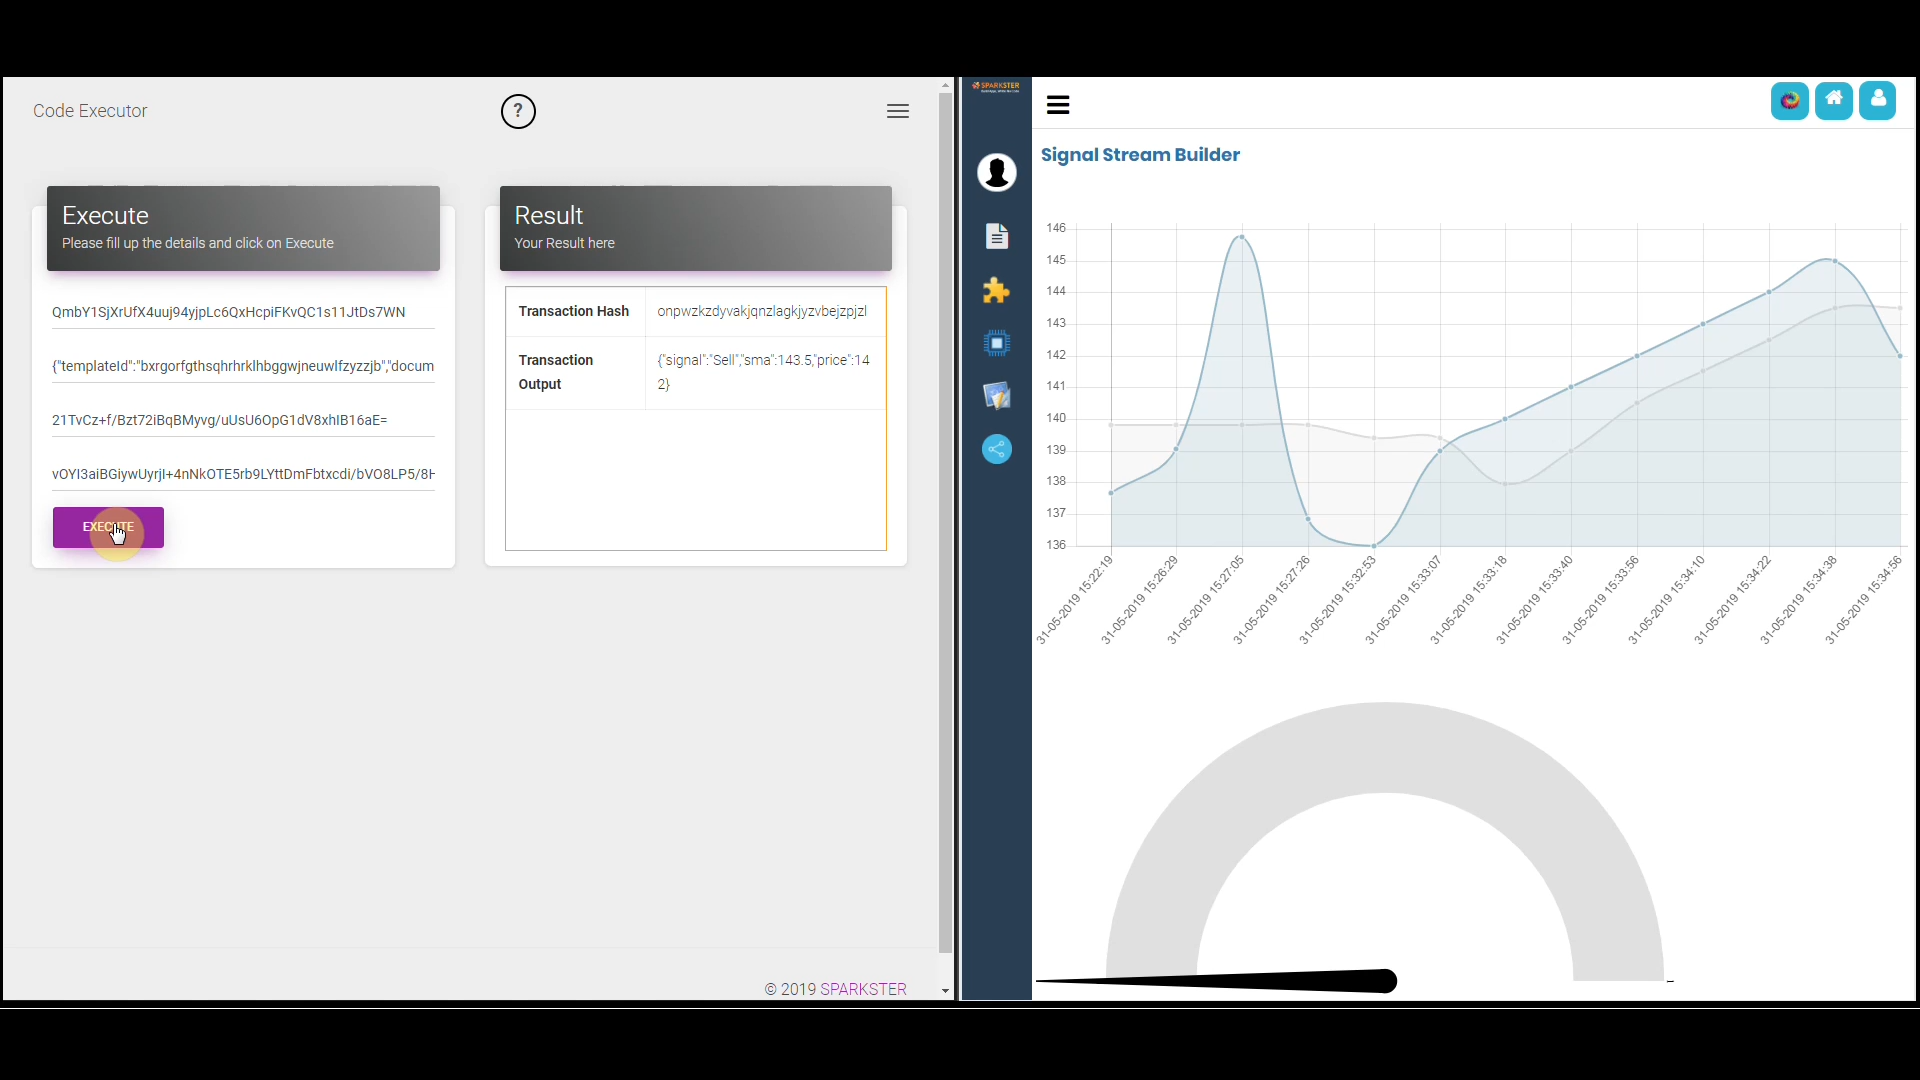 Code Executor
?
Execute
Please fill up the details and click on Execute
QmbY1SjXrUfX4uuj94yjpLc6QxHcpiFKvQC1s11JtDs7WN
{"templateId":"bxrgorfgthsqhrhrklhbggwjneuwlfzyzzjb","docum
21TvCz+f/Bzt72iBqBMyvg/uUsU6OpG1dV8xhIB16aE=
vOYI3aiBGiywUyrjI+4nNkOTE5rb9LYttDmFbtxcdi/bVO8LP5/8H
EXECUTE
Result
Your Result here
Transaction Hash
onpwzkzdyvakjqnzlagkjyzvbejzpjzl
Transaction
Output
{"signal":"Sell","sma":143.5,"price":14
2}
© 2019 SPARKSTER
SPARKSTER
Signal Stream Builder
146
145
144
143
142
141
140
139
138
137
136
31-05-2019 15:22:19
31-05-2019 15:26:29
31-05-2019 15:27:05
31-05-2019 15:27:26
31-05-2019 15:32:53
31-05-2019 15:33:07
31-05-2019 15:33:18
31-05-2019 15:33:40
31-05-2019 15:33:56
31-05-2019 15:34:10
31-05-2019 15:34:22
31-05-2019 15:34:38
31-05-2019 15:34:56